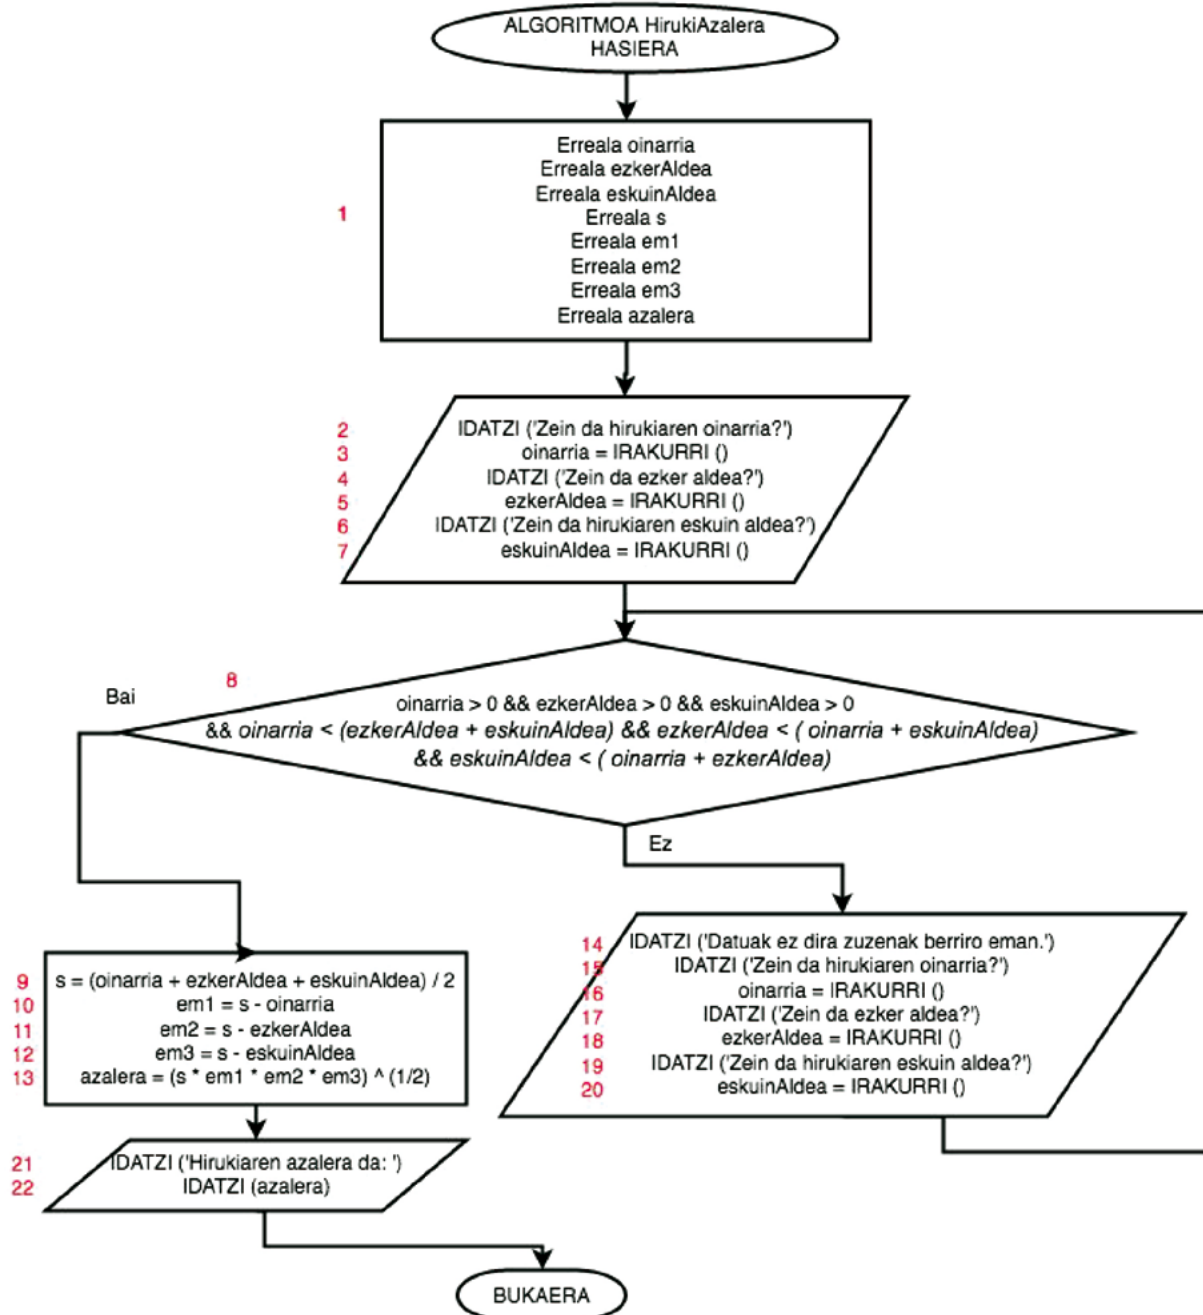 ALGORITMOA HirukiAzalera
HASIERA
1
Erreala oinarria
Erreala ezkerAldea
Erreala eskuinAldea
Erreala s
Erreala em1
Erreala em2
Erreala em3
Erreala azalera
2 IDATZI ('Zein da hirukiaren oinarria?')
3 oinarria = IRAKURRI ()
4 IDATZI ('Zein da ezker aldea?')
5 ezkerAldea = IRAKURRI ()
6 IDATZI ('Zein da hirukiaren eskuin aldea?')
7 eskuinAldea = IRAKURRI ()
8
Bai
oinarria > 0 && ezkerAldea > 0 && eskuinAldea > 0
&& oinarria < (ezkerAldea + eskuinAldea) && ezkerAldea < ( oinarria + eskuinAldea)
&& eskuinAldea < ( oinarria + ezkerAldea)
Ez
9 s = (oinarria + ezkerAldea + eskuinAldea) / 2
10 em1 = s - oinarria
11 em2 = s - ezkerAldea
12 em3 = s - eskuinAldea
13 azalera = (s * em1 * em2 * em3) ^ (1/2)
14 IDATZI ('Datuak ez dira zuzenak berriro eman.')
15 IDATZI ('Zein da hirukiaren oinarria?')
16 oinarria = IRAKURRI ()
17 IDATZI ('Zein da ezker aldea?')
18 ezkerAldea = IRAKURRI ()
19 IDATZI ('Zein da hirukiaren eskuin aldea?')
20 eskuinAldea = IRAKURRI ()
21 IDATZI ('Hirukiaren azalera da: ')
22 IDATZI (azalera)
BUKAERA